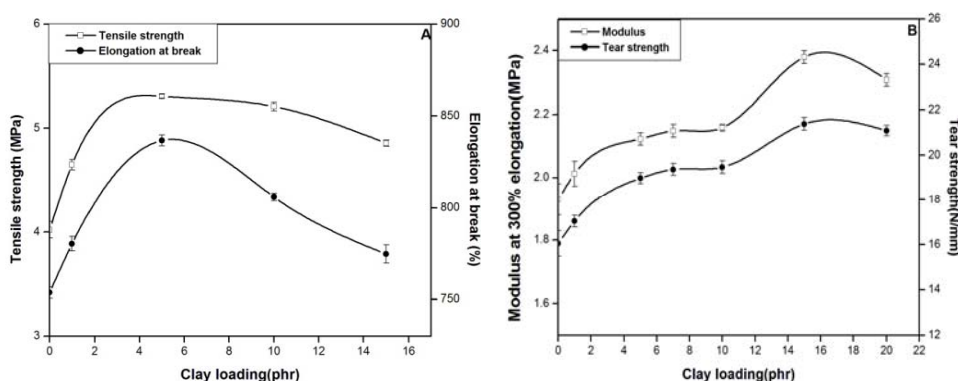 A
Tensile strength
Elongation at break
6
5
4
3
900
850
800
750
0 2 4 6 8 10 12 14 16
Tensile strength (MPa)
Elongation at break (%)
Clay loading(phr)
B
Modulus
Tear strength
2.4
2.2
2.0
1.8
1.6
26
24
22
20
18
16
14
12
0 2 4 6 8 10 12 14 16 18 20 22
Modulus at 300% elongation(MPa)
Tear strength(N/mm)
Clay loading(phr)